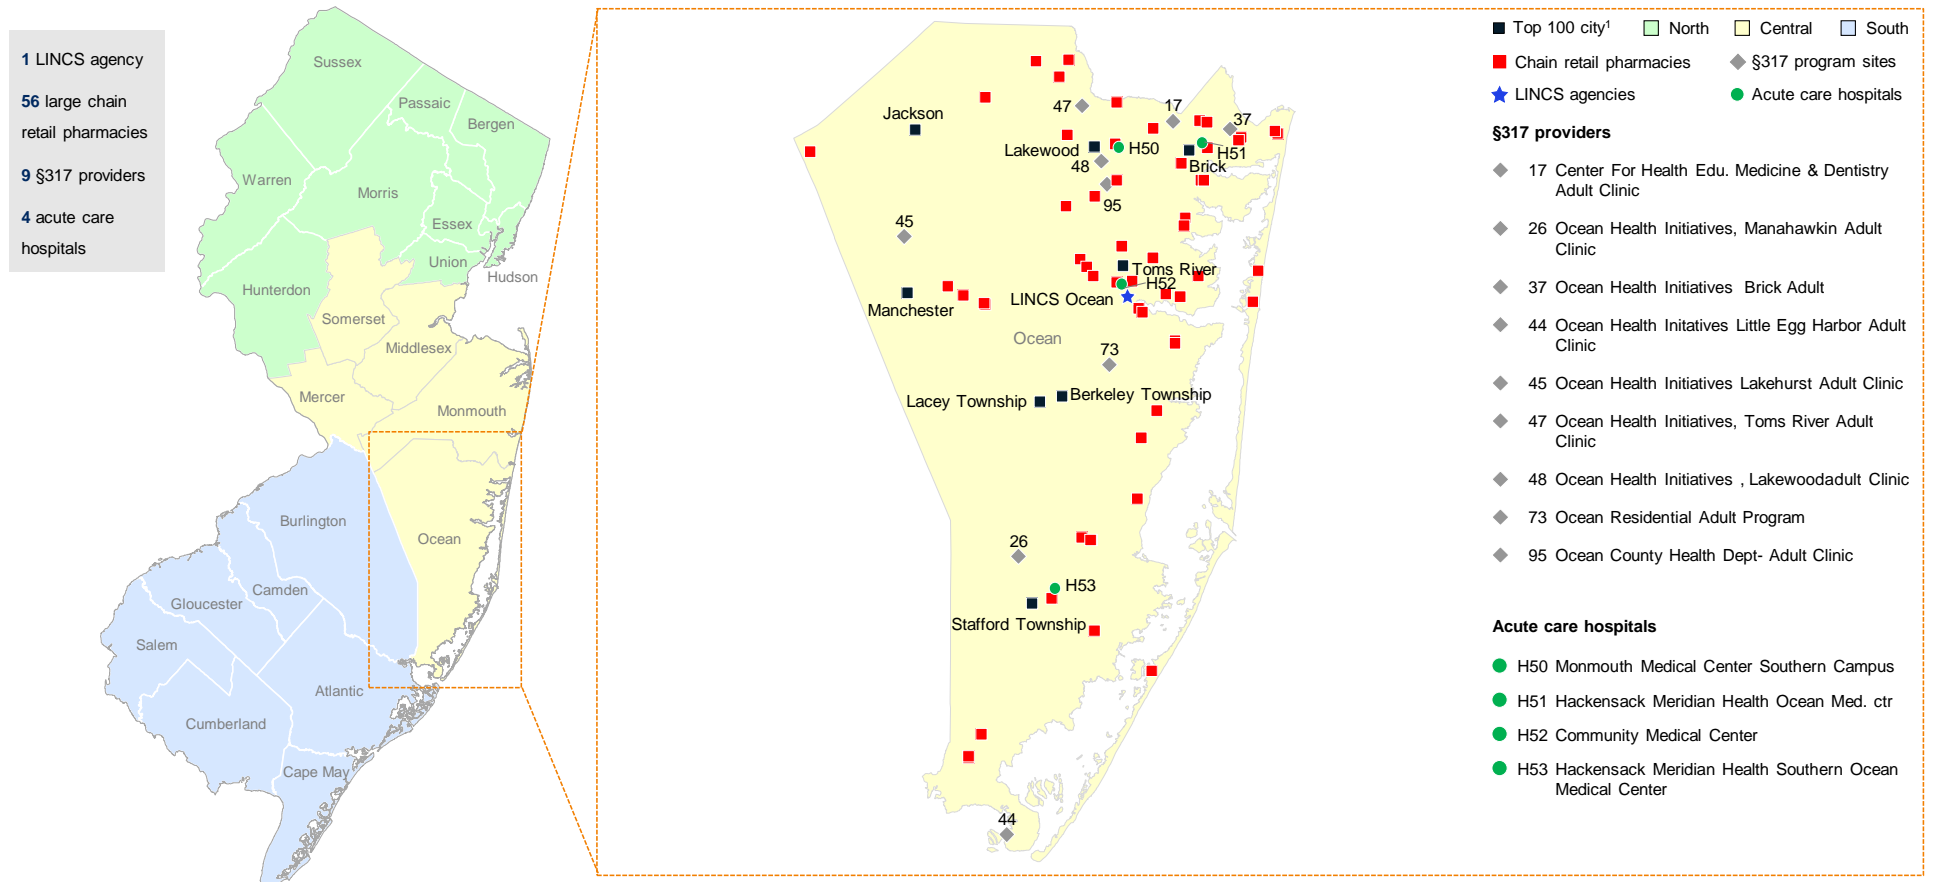 1 LINCS agency
56 large chain
retail pharmacies
9 §317 providers
4 acute care
hospitals
Sussex
Passaic
Bergen
Warren
Morris
Essex
Union
Hudson
Hunterdon
Somerset
Middlesex
Mercer
Monmouth
Burlington
Ocean
Camden
Gloucester
Salem
Atlantic
Cumberland
Cape May
Jackson
47
17
37
Lakewood
H50
H51
48
Brick
95
45
Toms River
H52
LINCS Ocean
Manchester
Ocean
73
Lacey Township
Berkeley Township
26
H53
Stafford Township
44
Top 100 city¹
North
Central
South
Chain retail pharmacies
§317 program sites
LINCS agencies
Acute care hospitals
§317 providers
17 Center For Health Edu. Medicine & Dentistry
Adult Clinic
26 Ocean Health Initiatives, Manahawkin Adult
Clinic
37 Ocean Health Initiatives Brick Adult
44 Ocean Health Initatives Little Egg Harbor Adult
Clinic
45 Ocean Health Initiatives Lakehurst Adult Clinic
47 Ocean Health Initiatives, Toms River Adult
Clinic
48 Ocean Health Initiatives , Lakewoodadult Clinic
73 Ocean Residential Adult Program
95 Ocean County Health Dept- Adult Clinic
Acute care hospitals
H50 Monmouth Medical Center Southern Campus
H51 Hackensack Meridian Health Ocean Med. ctr
H52 Community Medical Center
H53 Hackensack Meridian Health Southern Ocean
Medical Center